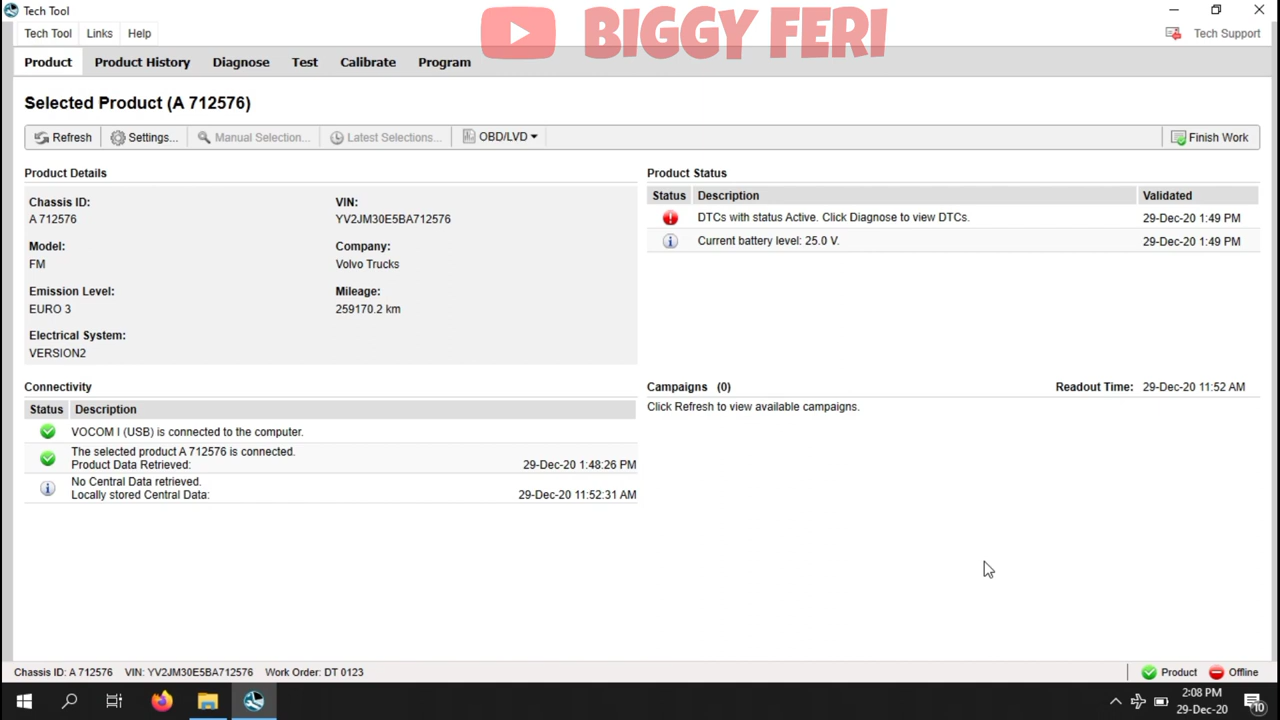 Tech Tool
BIGGY FERI
Tech Tool Links Help
Tech Support
Product Product History Diagnose Test Calibrate Program
Selected Product (A 712576)
Refresh Settings... Manual Selection... Latest Selections... OBD/LVD Finish Work
Product Details
Chassis ID:
A 712576
VIN:
YV2JM30E5BA712576
Model:
FM
Company:
Volvo Trucks
Emission Level:
EURO 3
Mileage:
259170.2 km
Electrical System:
VERSION2
Product Status
Status Description Validated
DTCs with status Active. Click Diagnose to view DTCs. 29-Dec-20 1:49 PM
Current battery level: 25.0 V. 29-Dec-20 1:49 PM
Connectivity
Status Description
VOCOM I (USB) is connected to the computer.
The selected product A 712576 is connected.
Product Data Retrieved: 29-Dec-20 1:48:26 PM
No Central Data retrieved.
Locally stored Central Data: 29-Dec-20 11:52:31 AM
Campaigns (0) Readout Time: 29-Dec-20 11:52 AM
Click Refresh to view available campaigns.
Chassis ID: A 712576 VIN: YV2JM30E5BA712576 Work Order: DT 0123 Product Offline
2:08 PM
29-Dec-20
10